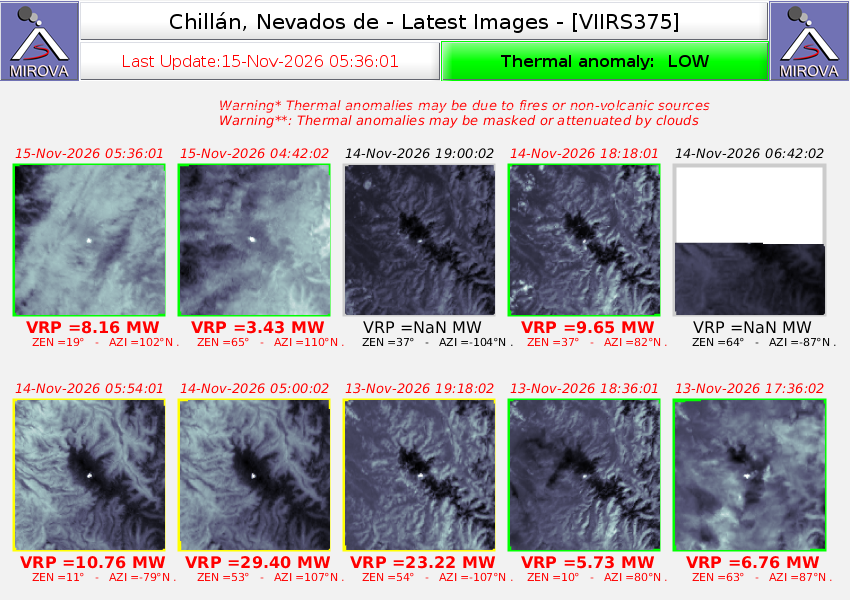 Chillán, Nevados de - Latest Images - [VIIRS375]
MIROVA
Last Update:15-Nov-2026 05:36:01
Thermal anomaly: LOW
MIROVA
Warning* Thermal anomalies may be due to fires or non-volcanic sources
Warning**: Thermal anomalies may be masked or attenuated by clouds
15-Nov-2026 05:36:01 15-Nov-2026 04:42:02 14-Nov-2026 19:00:02 14-Nov-2026 18:18:01 14-Nov-2026 06:42:02
VRP =8.16 MW VRP =3.43 MW VRP =NaN MW VRP =9.65 MW VRP =NaN MW
ZEN =19° - AZI =102°N . ZEN =65° - AZI =110°N . ZEN =37° - AZI =-104°N . ZEN =37° - AZI =82°N . ZEN =64° - AZI =-87°N .
14-Nov-2026 05:54:01 14-Nov-2026 05:00:02 13-Nov-2026 19:18:02 13-Nov-2026 18:36:01 13-Nov-2026 17:36:02
VRP =10.76 MW VRP =29.40 MW VRP =23.22 MW VRP =5.73 MW VRP =6.76 MW
ZEN =11° - AZI =-79°N . ZEN =53° - AZI =107°N . ZEN =54° - AZI =-107°N . ZEN =10° - AZI =80°N . ZEN =63° - AZI =87°N .